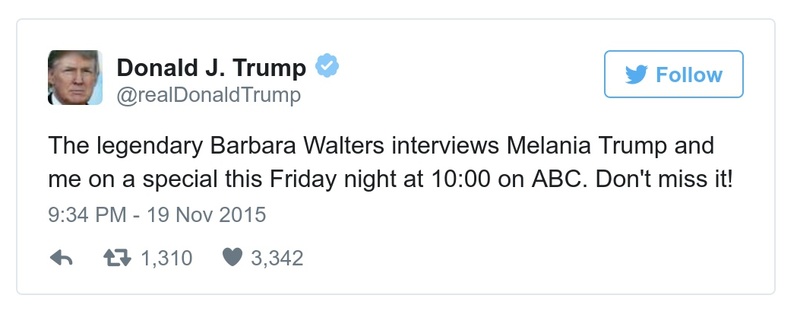 Donald J. Trump
@realDonaldTrump
Follow
The legendary Barbara Walters interviews Melania Trump and
me on a special this Friday night at 10:00 on ABC. Don't miss it!
9:34 PM - 19 Nov 2015
1,310 3,342